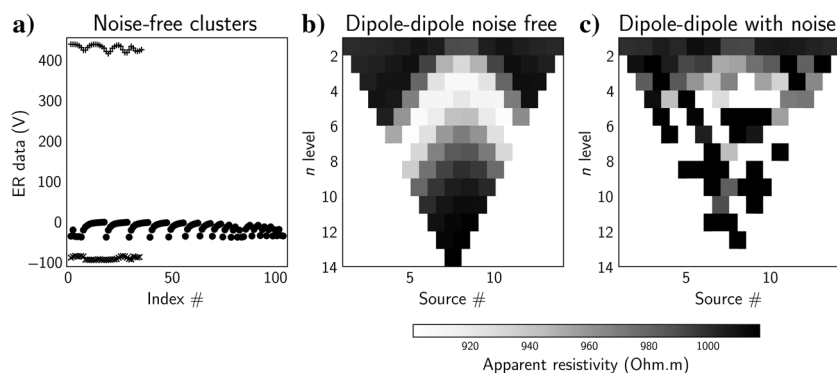 a) Noise-free clusters
ER data (V)
400
300
200
100
0
−100
0 50 100
Index #
b) Dipole-dipole noise free
n level
2
4
6
8
10
12
14
5 10
Source #
c) Dipole-dipole with noise
n level
2
4
6
8
10
12
14
5 10
Source #
920 940 960 980 1000
Apparent resistivity (Ohm.m)